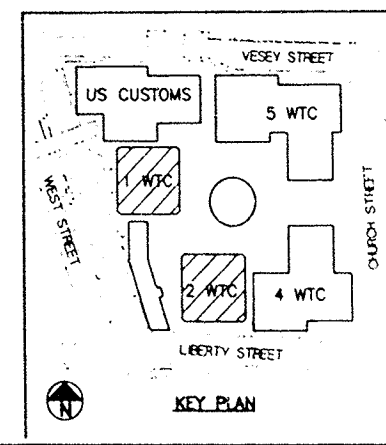 VESEY STREET
US CUSTOMS
5 WTC
1 WTC
WEST STREET
CHURCH STREET
2 WTC
4 WTC
LIBERTY STREET
N
KEY PLAN